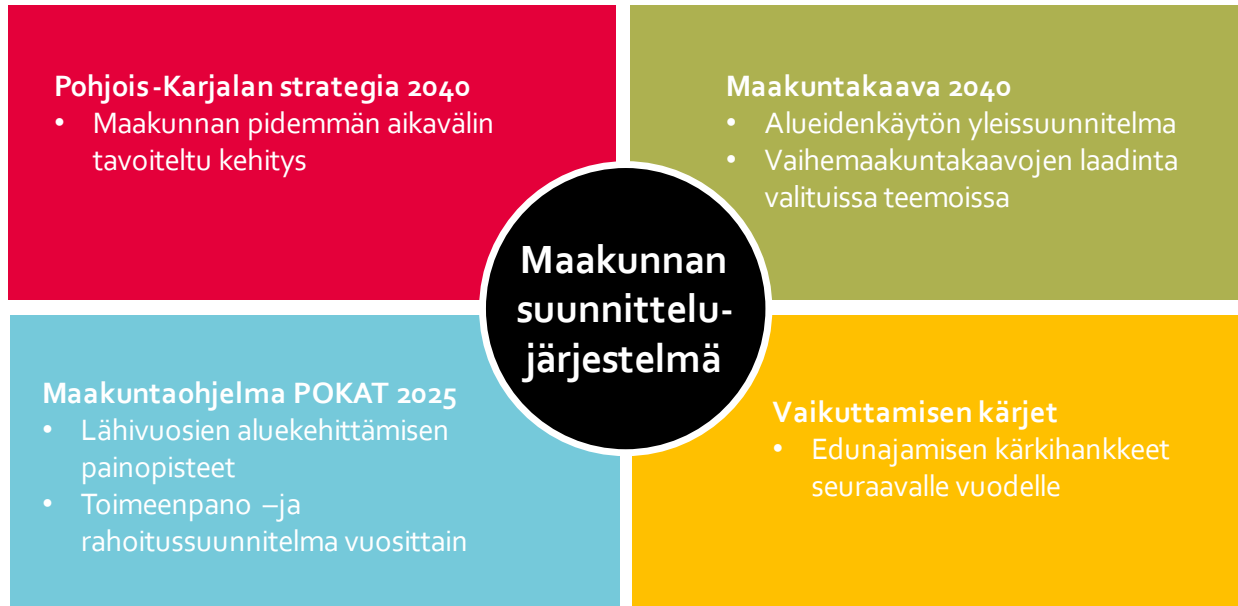 Pohjois-Karjalan strategia 2040
• Maakunnan pidemmän aikavälin
tavoiteltu kehitys
Maakuntakaava 2040
• Alueidenkäytön yleissuunnitelma
• Vaihemaakuntakaavojen laadinta
valituissa teemoissa
Maakunnan
suunnittelu-
järjestelmä
Maakuntaohjelma POKAT 2025
• Lähivuosien aluekehittämisen
painopisteet
• Toimeenpano –ja
rahoitussuunnitelma vuosittain
Vaikuttamisen kärjet
• Edunajamisen kärkihankkeet
seuraavalle vuodelle